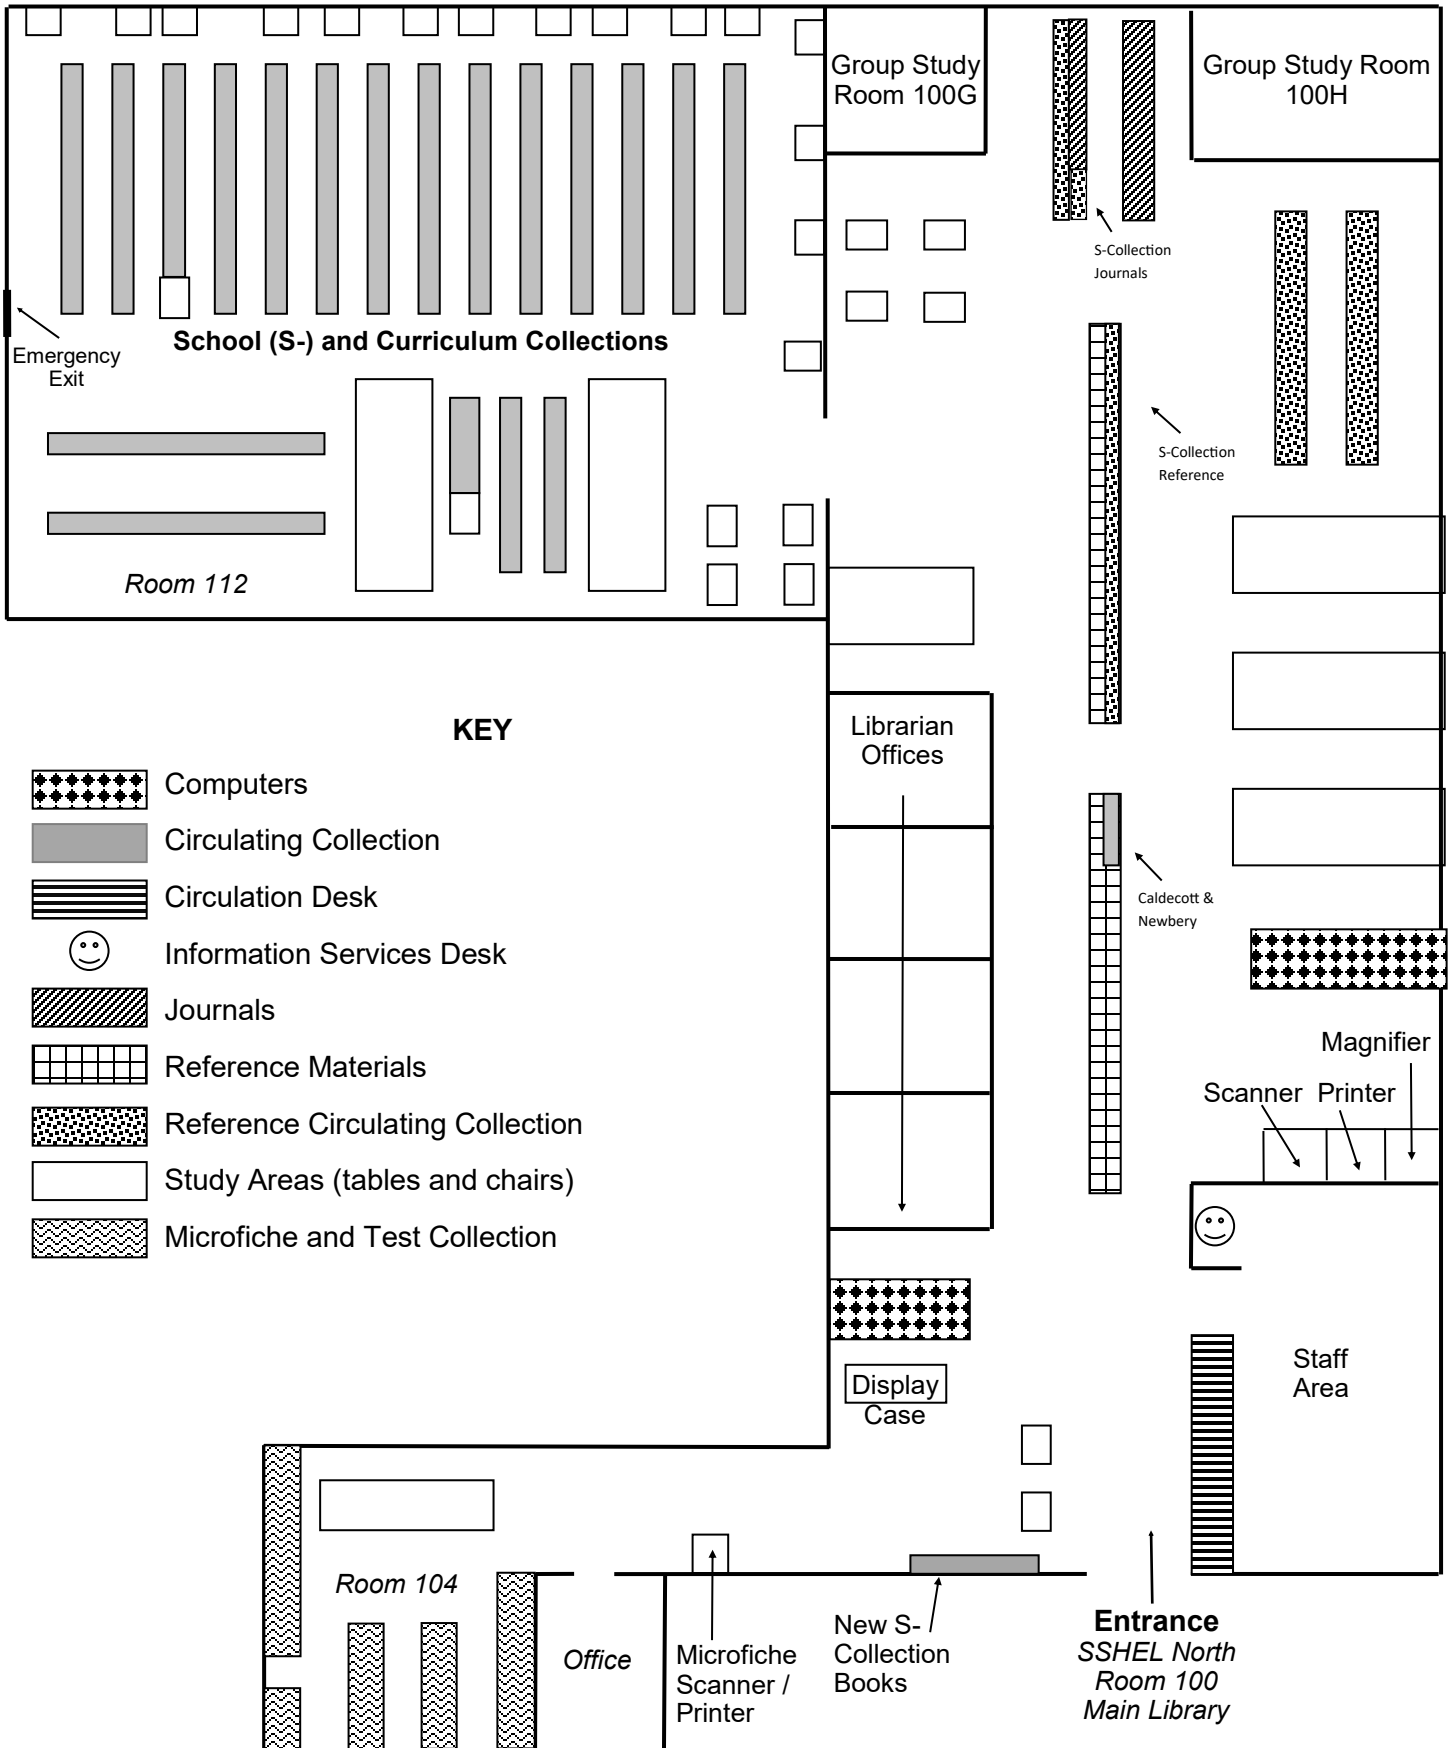 Group Study
Room 100G
Group Study Room
100H
S-Collection
Journals
Emergency
Exit
School (S-) and Curriculum Collections
S-Collection
Reference
Room 112
KEY
Computers
Circulating Collection
Circulation Desk
Information Services Desk
Journals
Reference Materials
Reference Circulating Collection
Study Areas (tables and chairs)
Microfiche and Test Collection
Librarian
Offices
Caldecott &
Newbery
Magnifier
Scanner
Printer
Staff
Area
Display
Case
Room 104
Office
Microfiche
Scanner /
Printer
New S-
Collection
Books
Entrance
SSHEL North
Room 100
Main Library